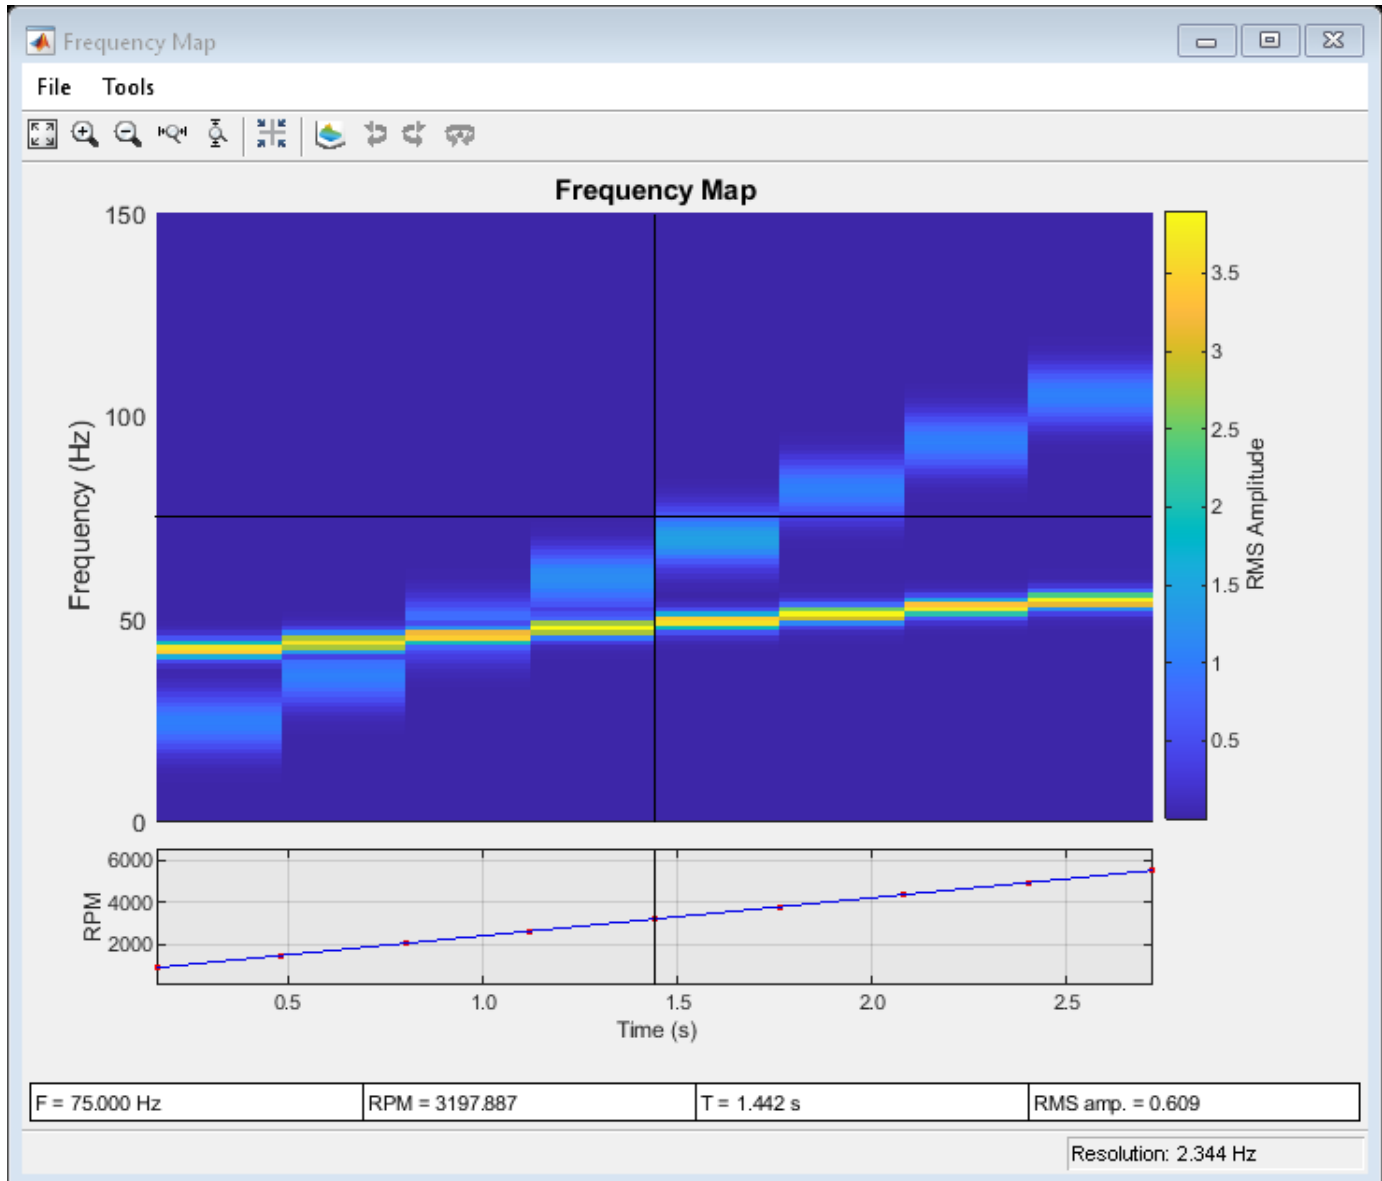 Frequency Map
File Tools
Frequency Map
150
100
50
0
Frequency (Hz)
3.5
3
2.5
2
1.5
1
0.5
RMS Amplitude
6000
4000
2000
RPM
0.5 1.0 1.5 2.0 2.5
Time (s)
F = 75.000 Hz RPM = 3197.887 T = 1.442 s RMS amp. = 0.609
Resolution: 2.344 Hz